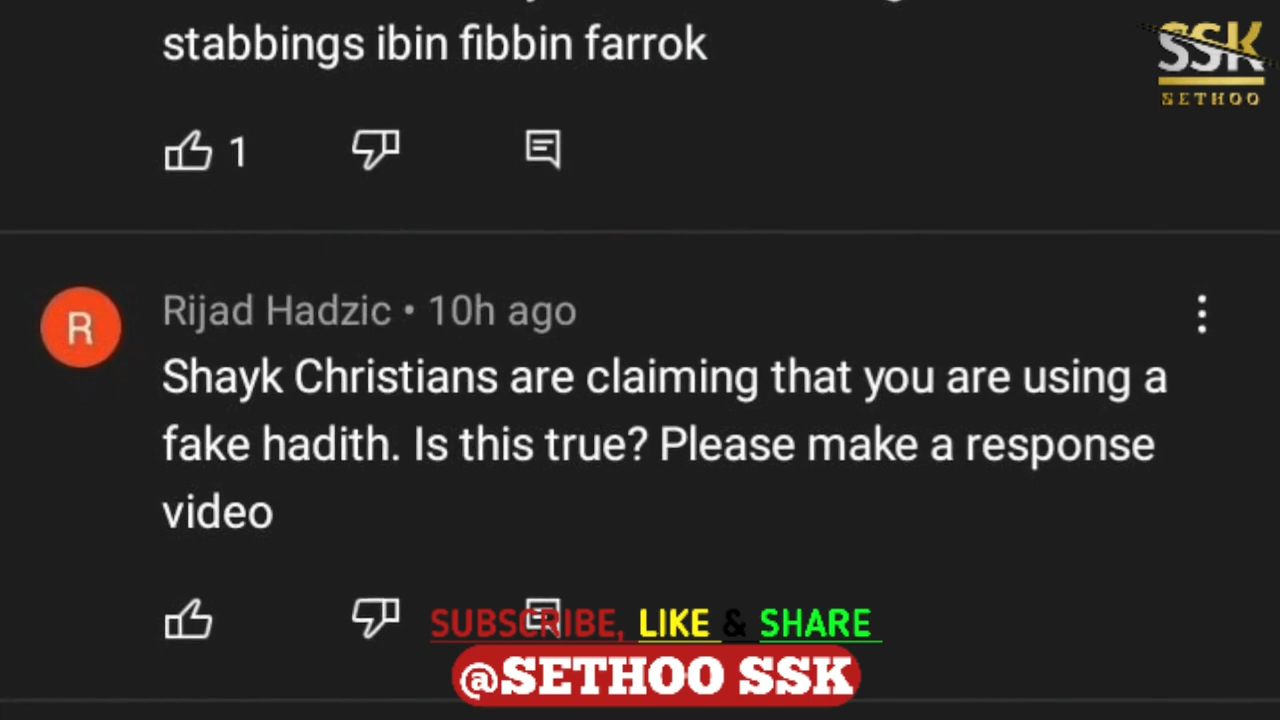 stabbings ibin fibbin farrok
SSK
SETHOO
1
R
Rijad Hadzic • 10h ago
Shayk Christians are claiming that you are using a
fake hadith. Is this true? Please make a response
video
SUBSCRIBE, LIKE & SHARE
@SETHOO SSK